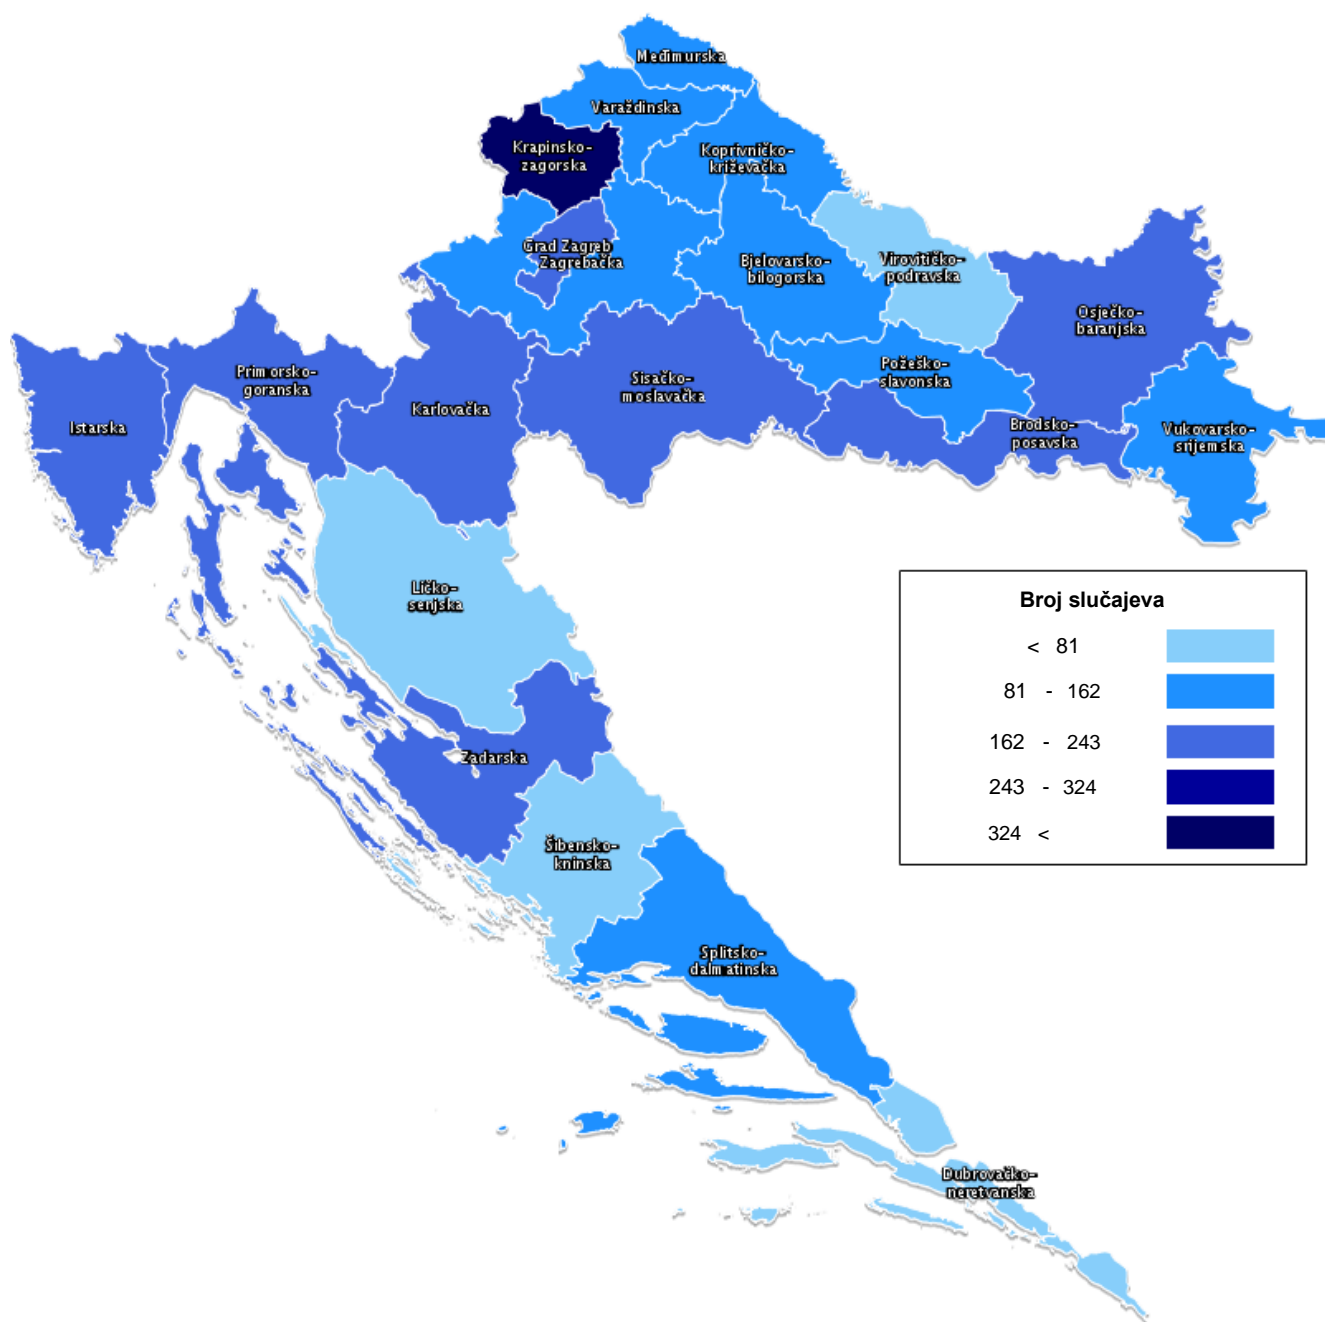 Međimurska
Varaždinska
Krapinsko-
zagorska
Koprivničko-
križevačka
Grad Zagreb
Zagrebačka
Bjelovarsko-
bilogorska
Virovitičko-
podravska
Osječko-
baranjska
Primorsko-
goranska
Istarska
Karlovačka
Sisačko-
moslavačka
Požeško-
slavonska
Brodsko-
posavska
Vukovarsko-
srijemska
Ličko-
senjska
Broj slučajeva
< 81
81 - 162
162 - 243
243 - 324
324 <
Zadarska
Šibensko-
kninska
Splitsko-
dalmatinska
Dubrovačko-
neretvanska